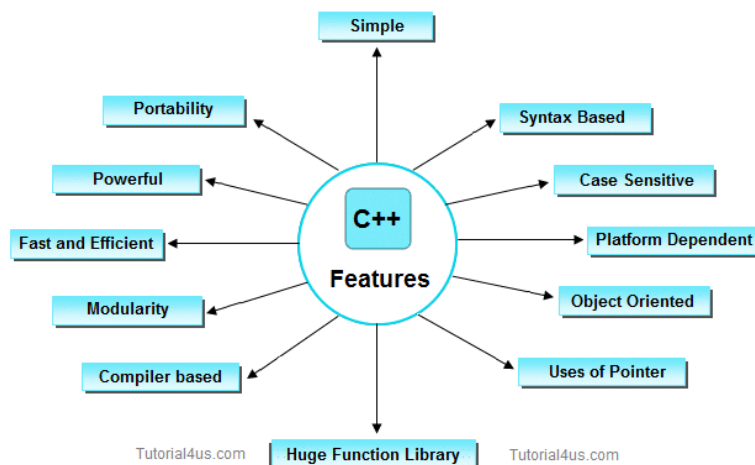 Simple
Portability
Syntax Based
Powerful
Case Sensitive
C++
Features
Fast and Efficient
Platform Dependent
Modularity
Object Oriented
Compiler based
Uses of Pointer
Tutorial4us.com
Huge Function Library
Tutorial4us.com